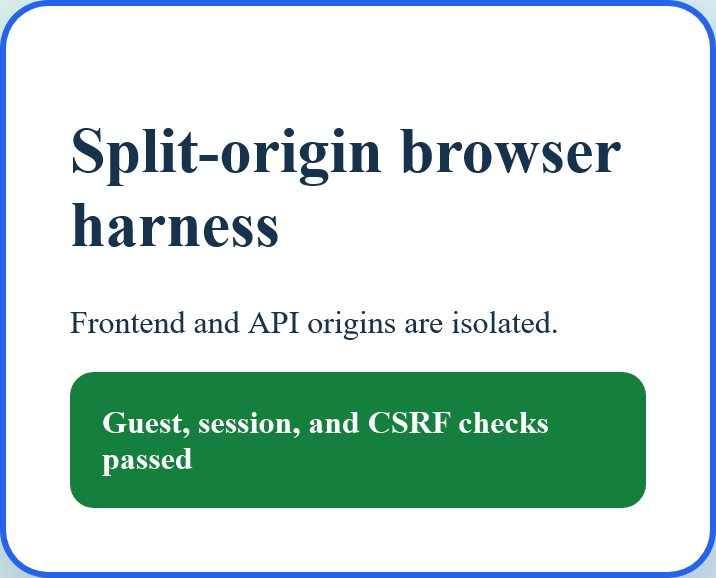 Split-origin browser
harness
Frontend and API origins are isolated.
Guest, session, and CSRF checks
passed